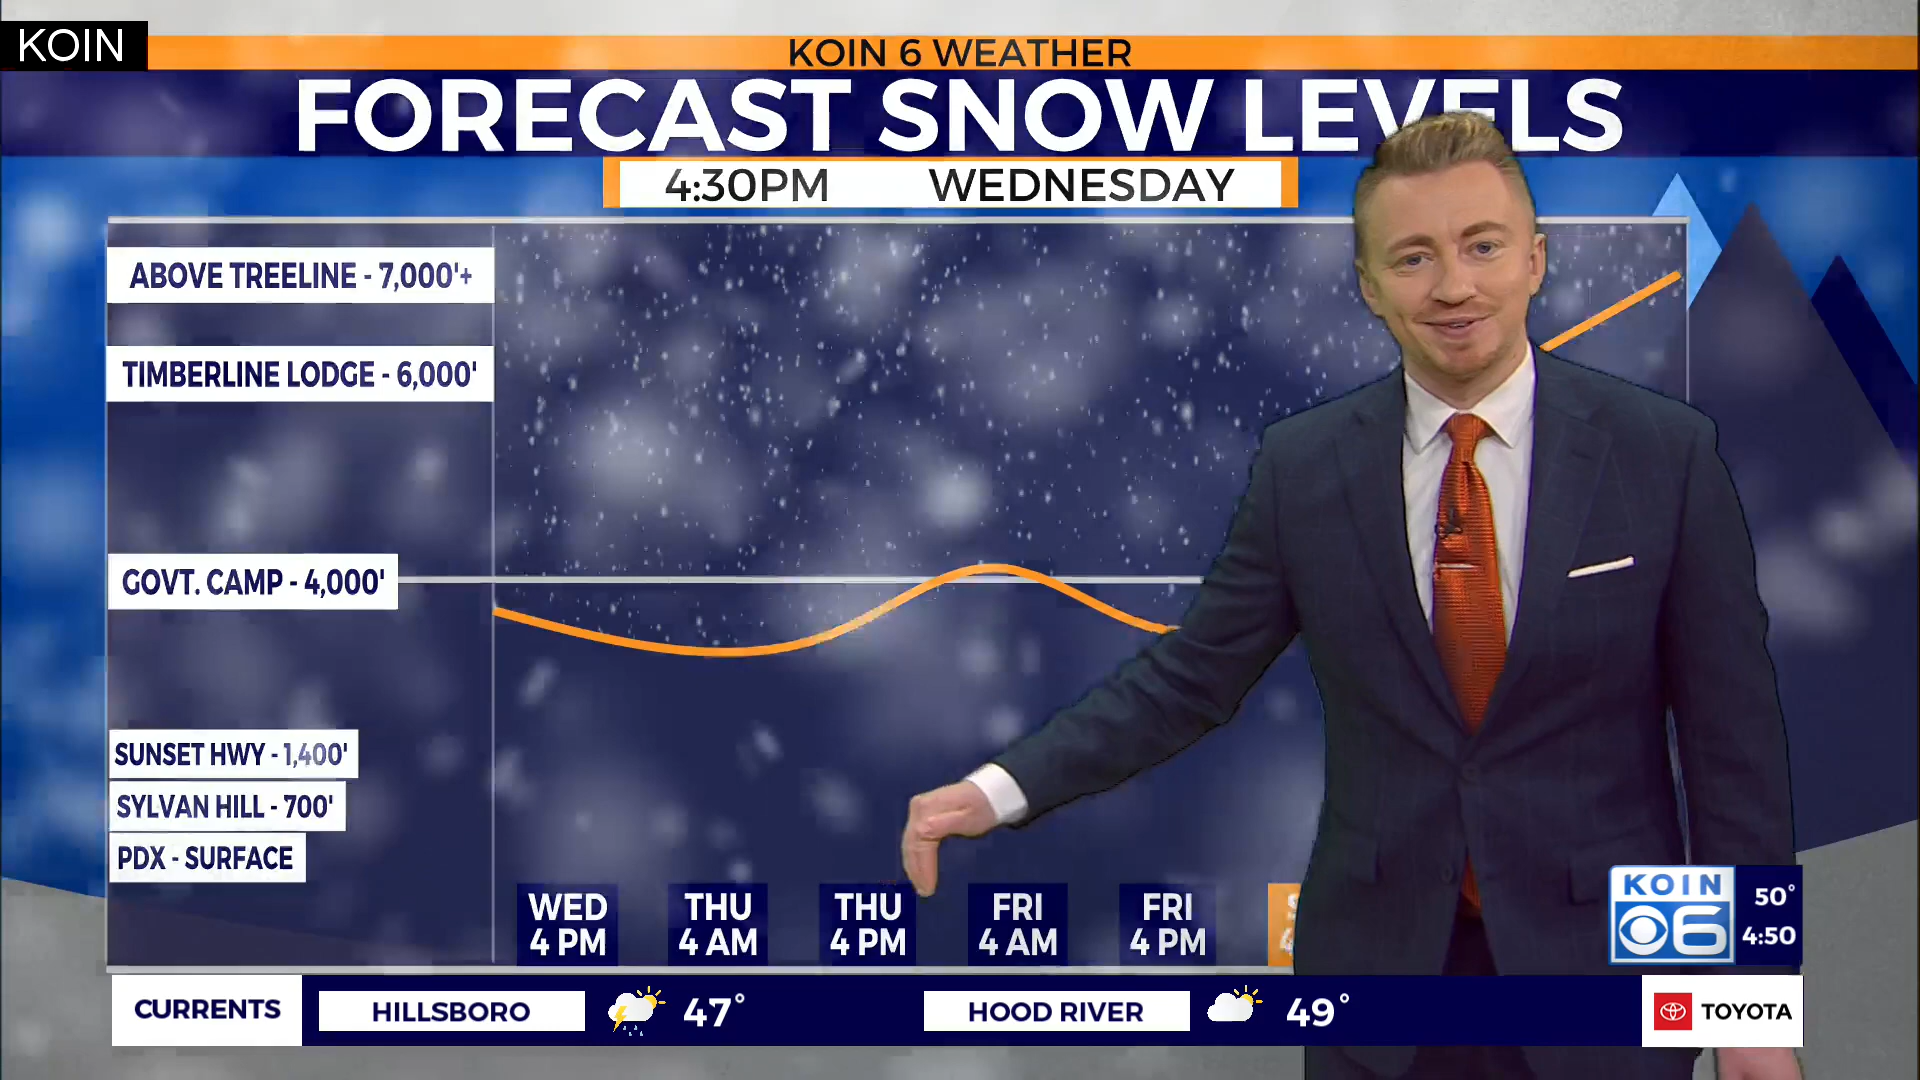 KOIN
KOIN 6 WEATHER
FORECAST SNOW LEVELS
4:30PM WEDNESDAY
ABOVE TREELINE - 7,000'+
TIMBERLINE LODGE - 6,000'
GOVT. CAMP - 4,000'
SUNSET HWY - 1,400'
SYLVAN HILL - 700'
PDX - SURFACE
WED
4 PM
THU
4 AM
THU
4 PM
FRI
4 AM
FRI
4 PM
KOIN
6
50°
4:50
CURRENTS
HILLSBORO
47°
HOOD RIVER
49°
TOYOTA